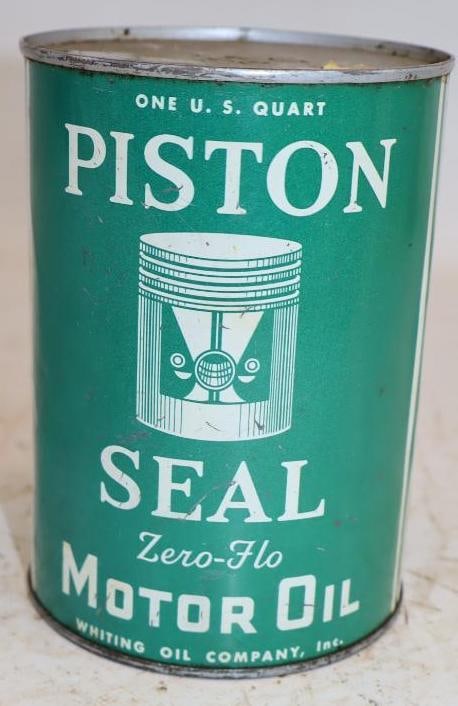 ONE U. S. QUART
PISTON
SEAL
Zero-Flo
MOTOR OIL
WHITING OIL COMPANY, Inc.